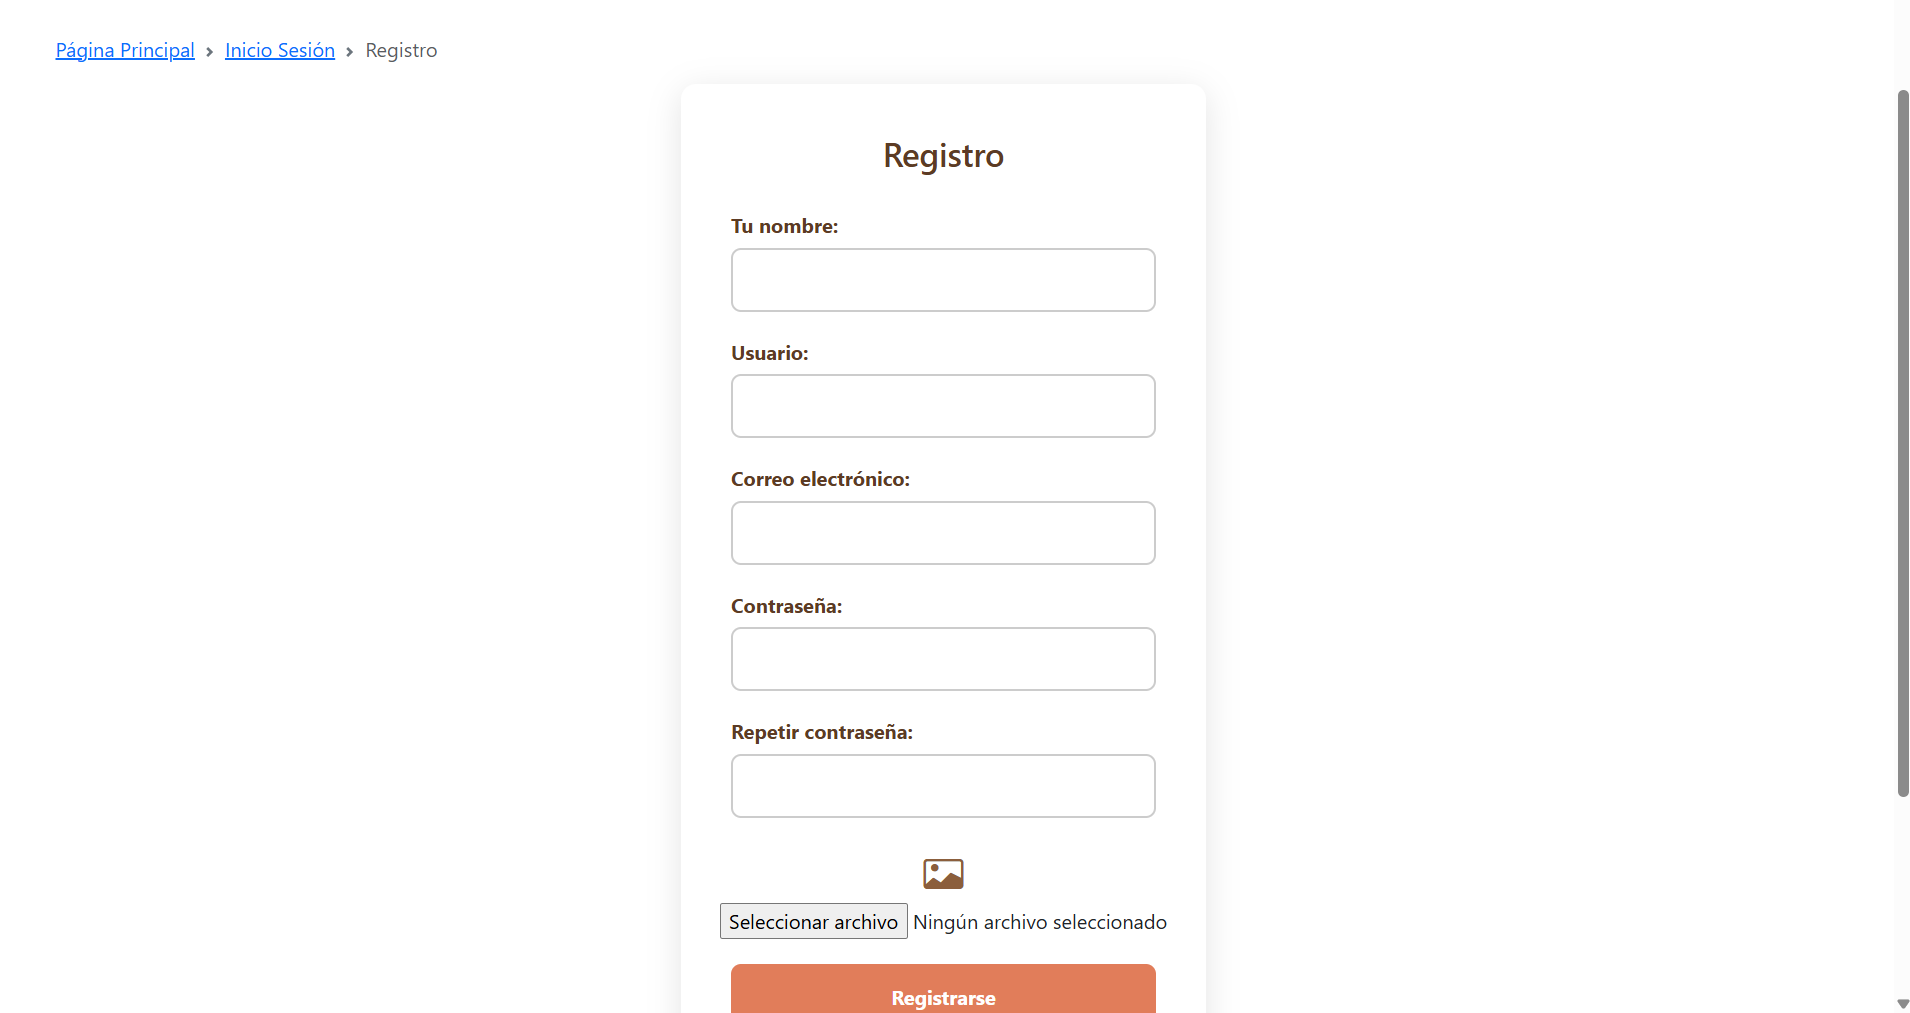 Página Principal › Inicio Sesión › Registro
Registro
Tu nombre:
Usuario:
Correo electrónico:
Contraseña:
Repetir contraseña:
Seleccionar archivo Ningún archivo seleccionado
Registrarse